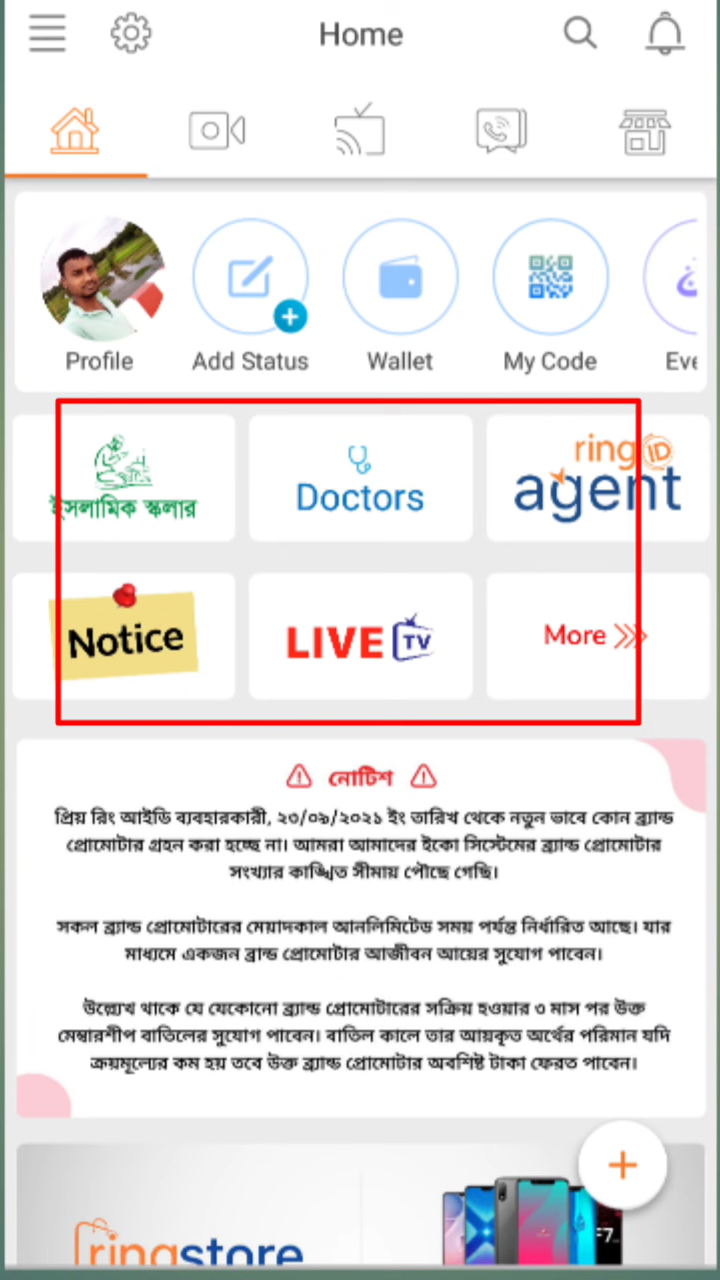 Home
Profile
Add Status
Wallet
My Code
Eve
ইসলামিক স্কলার
Doctors
ring ID
agent
Notice
LIVE TV
More
নোটিশ
প্রিয় রিং আইডি ব্যবহারকারী, ২৩/০৯/২০২১ ইং তারিখ থেকে নতুন ভাবে কোন ব্র্যান্ড
প্রোমোটার গ্রহন করা হচ্ছে না। আমরা আমাদের ইকো সিস্টেমের ব্র্যান্ড প্রোমোটার
সংখ্যার কাঙ্খিত সীমায় পৌছে গেছি।
সকল ব্র্যান্ড প্রোমোটারের মেয়াদকাল আনলিমিটেড সময় পর্যন্ত নির্ধারিত আছে। যার
মাধ্যমে একজন ব্রান্ড প্রোমোটার আজীবন আয়ের সুযোগ পাবেন।
উল্লেখ থাকে যে যেকোনো ব্র্যান্ড প্রোমোটারের সক্রিয় হওয়ার ৩ মাস পর উক্ত
মেম্বারশীপ বাতিলের সুযোগ পাবেন। বাতিল কালে তার আয়কৃত অর্থের পরিমান যদি
ক্রয়মূল্যের কম হয় তবে উক্ত ব্র্যান্ড প্রোমোটার অবশিষ্ট টাকা ফেরত পাবেন।
ringstore
F7